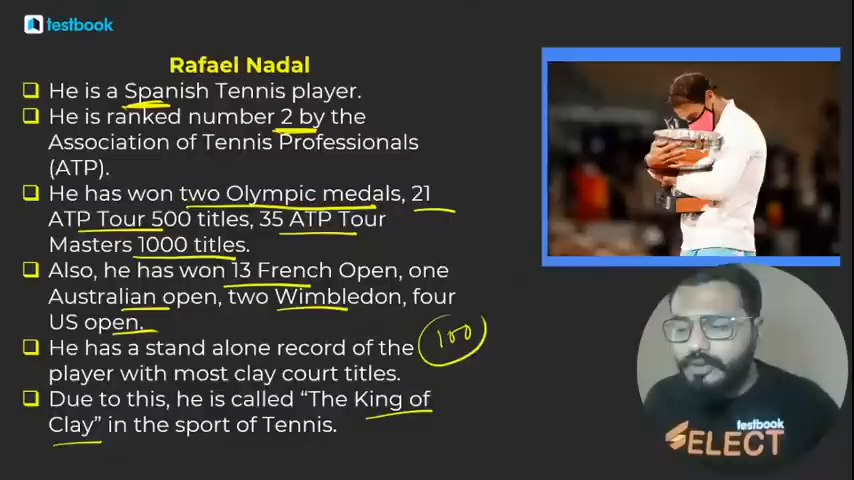 testbook
Rafael Nadal
❑ He is a Spanish Tennis player.
❑ He is ranked number 2 by the
Association of Tennis Professionals
(ATP).
❑ He has won two Olympic medals, 21
ATP Tour 500 titles, 35 ATP Tour
Masters 1000 titles.
❑ Also, he has won 13 French Open, one
Australian open, two Wimbledon, four
US open.
❑ He has a stand alone record of the
player with most clay court titles.
100
❑ Due to this, he is called “The King of
Clay” in the sport of Tennis.
testbook
SELECT